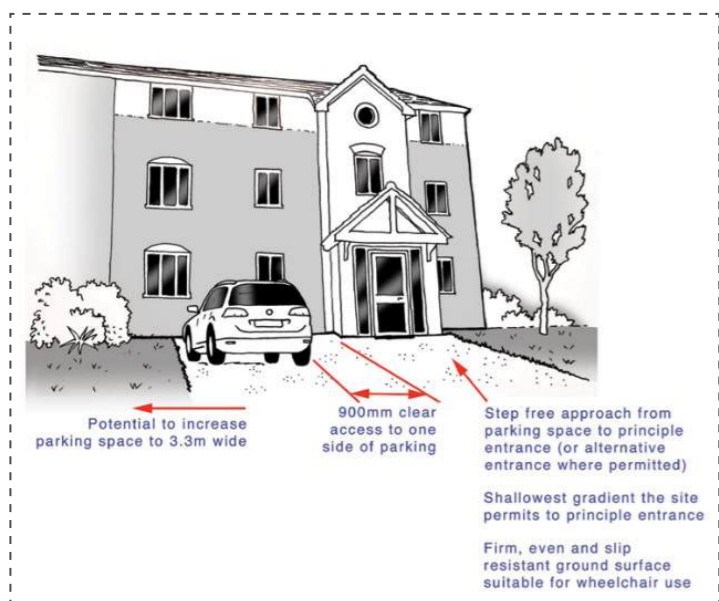 Potential to increase
parking space to 3.3m wide
900mm clear
access to one
side of parking
Step free approach from
parking space to principle
entrance (or alternative
entrance where permitted)
Shallowest gradient the site
permits to principle entrance
Firm, even and slip
resistant ground surface
suitable for wheelchair use